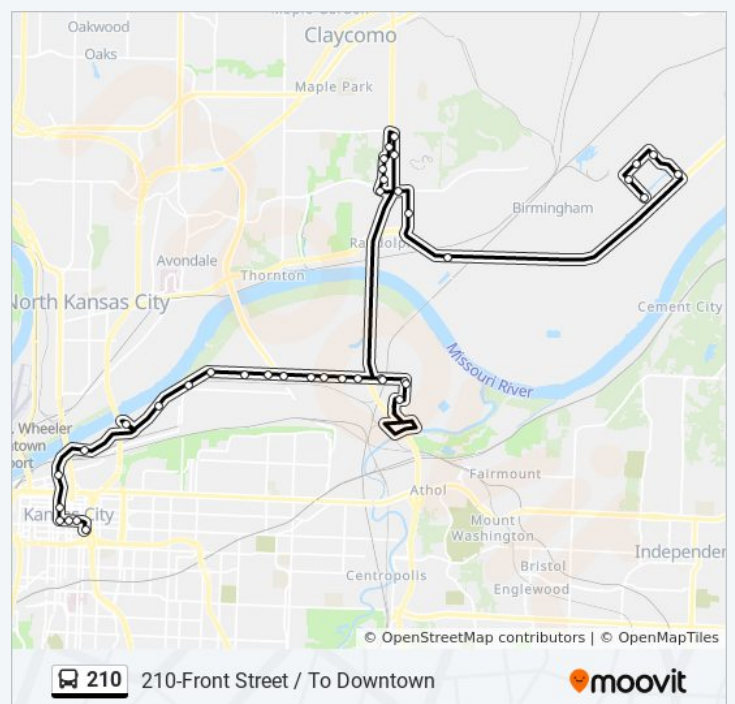 Oakwood
Oaks
Claycomo
Maple Park
Birmingham
Avondale
Thornton
North Kansas City
Cement City
Missouri River
Wheeler
Fairmount
Athol
Kansas City
Mount
Washington
Independen
Bristol
Centropolis
Englewood
© OpenStreetMap contributors | © OpenMapTiles
210 210-Front Street / To Downtown
moovit